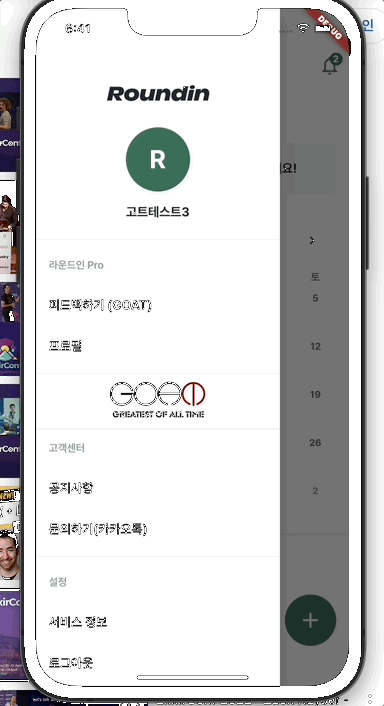 인
6:41
DEBUG
2
Roundin
R
고트테스트3
요!
라운드인 Pro
피드백하기 (GOAT)
토
5
프로필
12
GOAT
GREATEST OF ALL TIME
19
고객센터
26
공지사항
2
문의하기(카카오톡)
설정
서비스 정보
+
로그아웃